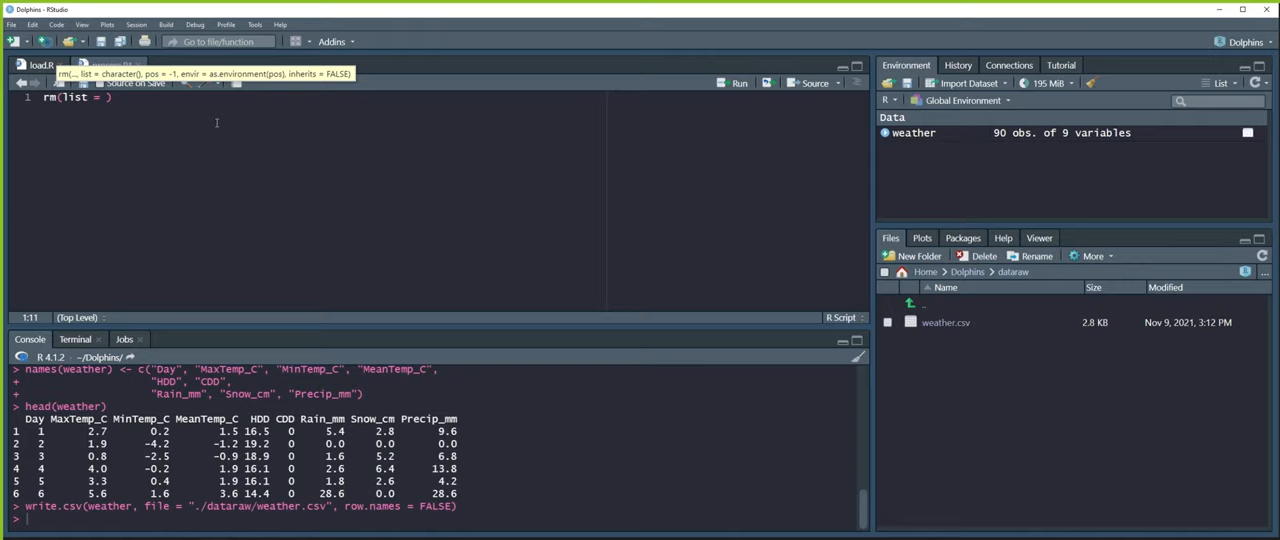 Dolphins - RStudio
File Edit Code View Plots Session Build Debug Profile Tools Help
Go to file/function Addins Dolphins
load.R process.R
rm(..., list = character(), pos = -1, envir = as.environment(pos), inherits = FALSE)
Source on Save Run Source
1 rm(list = )
1:11 (Top Level) R Script
Console Terminal Jobs
R 4.1.2 · ~/Dolphins/
> names(weather) <- c("Day", "MaxTemp_C", "MinTemp_C", "MeanTemp_C",
+ "HDD", "CDD",
+ "Rain_mm", "Snow_cm", "Precip_mm")
> head(weather)
Day MaxTemp_C MinTemp_C MeanTemp_C HDD CDD Rain_mm Snow_cm Precip_mm
1 1 2.7 0.2 1.5 16.5 0 5.4 2.8 9.6
2 2 1.9 -4.2 -1.2 19.2 0 0.0 0.0 0.0
3 3 0.8 -2.5 -0.9 18.9 0 1.6 5.2 6.8
4 4 4.0 -0.2 1.9 16.1 0 2.6 6.4 13.8
5 5 3.3 0.4 1.9 16.1 0 1.8 2.6 4.2
6 6 5.6 1.6 3.6 14.4 0 28.6 0.0 28.6
> write.csv(weather, file = "./dataraw/weather.csv", row.names = FALSE)
>
Environment History Connections Tutorial
Import Dataset 195 MiB List
R Global Environment
Data
weather 90 obs. of 9 variables
Files Plots Packages Help Viewer
New Folder Delete Rename More
Home Dolphins dataraw ...
Name Size Modified
..
weather.csv 2.8 KB Nov 9, 2021, 3:12 PM